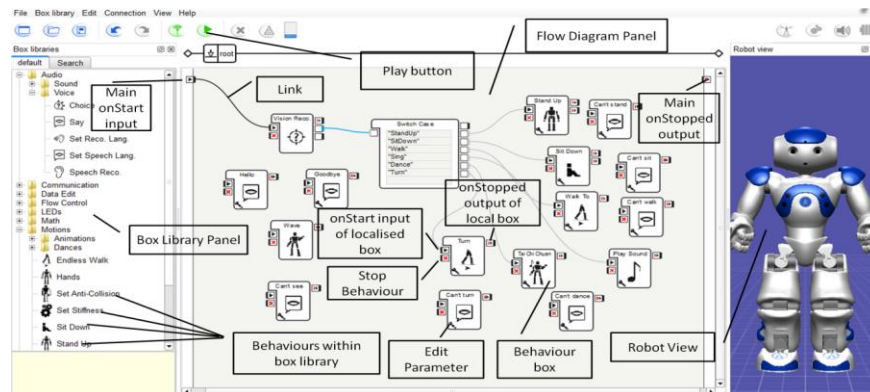 File Box library Edit Connection View Help
Box libraries
default Search
Audio
Sound
Voice
Choice
Say
Set Reco. Lang.
Set Speech Lang.
Speech Reco.
Communication
Data Edit
Flow Control
LEDs
Math
Motions
Animations
Dances
Endless Walk
Hands
Set Anti-Collision
Set Stiffness
Sit Down
Stand Up
Main
onStart
input
Box Library Panel
Behaviours within
box library
root
Play button
Flow Diagram Panel
Link
Main
onStopped
output
Vision Reco.
Switch Case
"StandUp"
"SitDown"
"Walk"
"Sing"
"Dance"
"Turn"
Stand Up
Can't stand
Sit Down
Can't sit
Hello
Goodbye
onStopped
output of
local box
Walk To
Can't walk
onStart input
of localised
box
Wave
Turn
Tai Chi Chuan
Play Sound
Stop
Behaviour
Can't see
Can't turn
Can't dance
Edit
Parameter
Behaviour
box
Robot view
Robot View